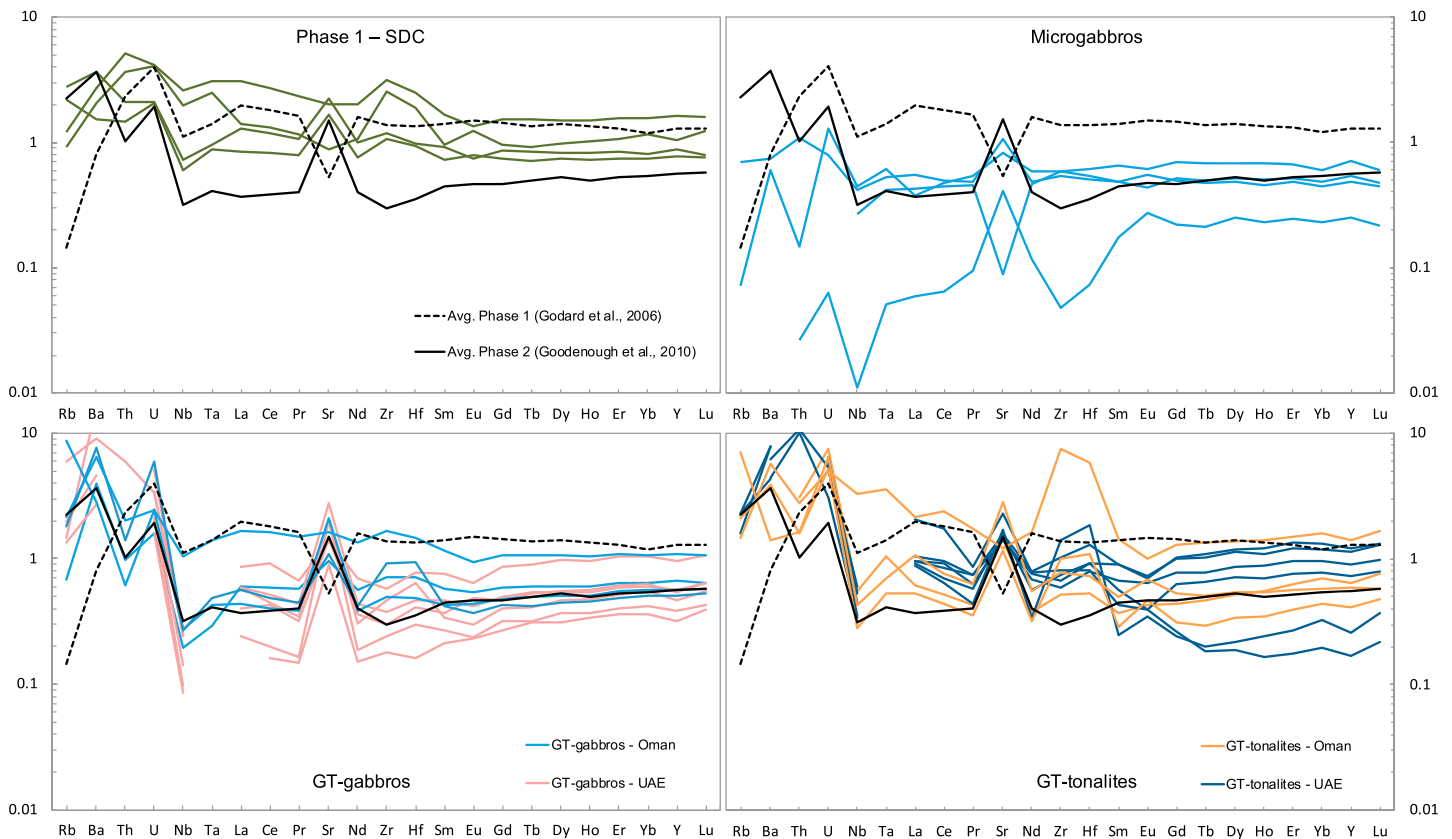 10
Phase 1 – SDC
Microgabbros
10
1
1
0.1
0.1
Avg. Phase 1 (Godard et al., 2006)
Avg. Phase 2 (Goodenough et al., 2010)
0.01
0.01
Rb Ba Th U Nb Ta La Ce Pr Sr Nd Zr Hf Sm Eu Gd Tb Dy Ho Er Yb Y Lu
Rb Ba Th U Nb Ta La Ce Pr Sr Nd Zr Hf Sm Eu Gd Tb Dy Ho Er Yb Y Lu
10
10
1
1
0.1
0.1
GT-gabbros - Oman
GT-gabbros
GT-gabbros - UAE
GT-tonalites - Oman
GT-tonalites
GT-tonalites - UAE
0.01
0.01
Rb Ba Th U Nb Ta La Ce Pr Sr Nd Zr Hf Sm Eu Gd Tb Dy Ho Er Yb Y Lu
Rb Ba Th U Nb Ta La Ce Pr Sr Nd Zr Hf Sm Eu Gd Tb Dy Ho Er Yb Y Lu